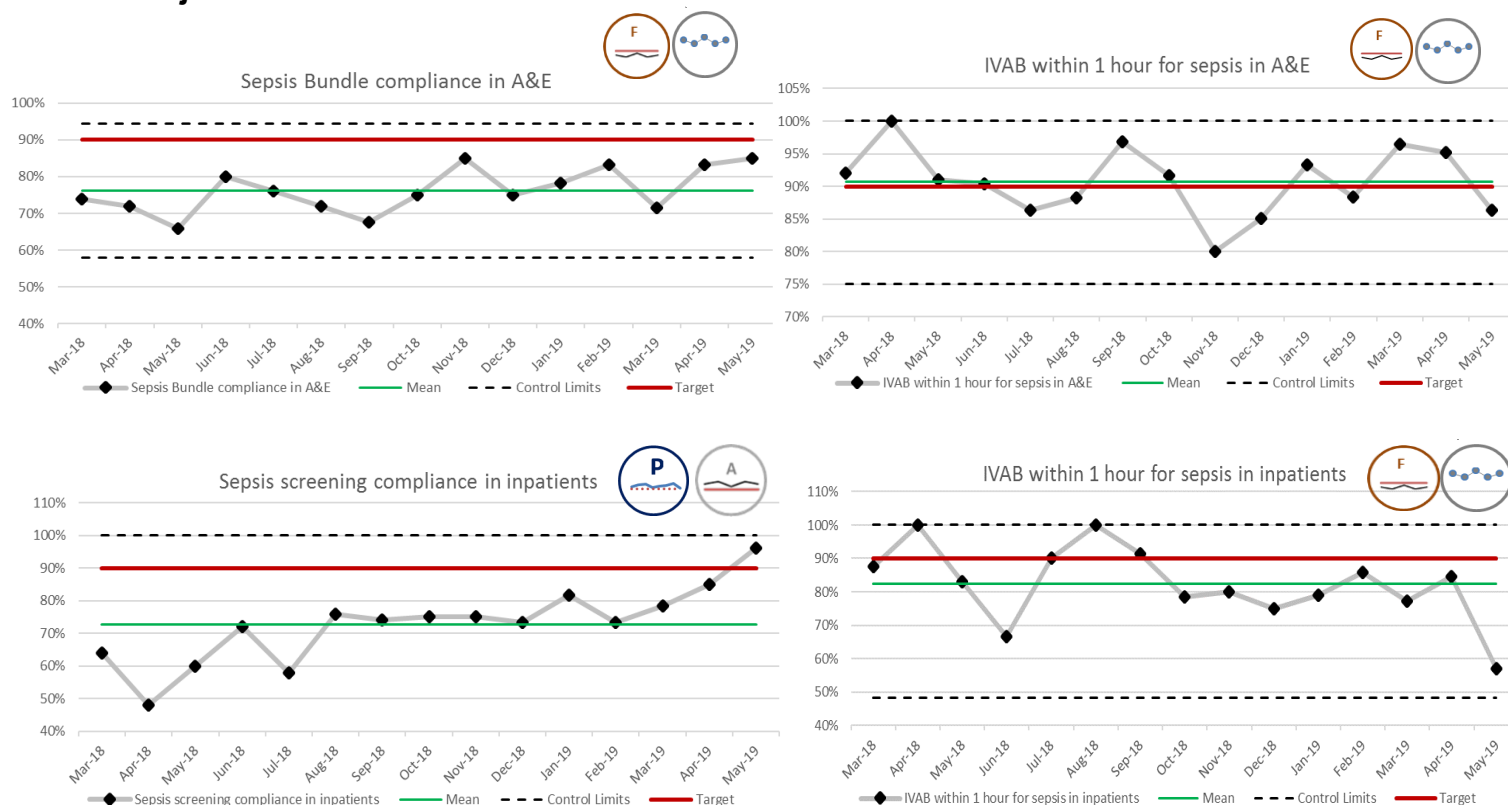 F
Sepsis Bundle compliance in A&E
100%
90%
80%
70%
60%
50%
40%
Mar-18
Apr-18
May-18
Jun-18
Jul-18
Aug-18
Sep-18
Oct-18
Nov-18
Dec-18
Jan-19
Feb-19
Mar-19
Apr-19
May-19
Sepsis Bundle compliance in A&E Mean Control Limits Target
F
IVAB within 1 hour for sepsis in A&E
105%
100%
95%
90%
85%
80%
75%
70%
Mar-18
Apr-18
May-18
Jun-18
Jul-18
Aug-18
Sep-18
Oct-18
Nov-18
Dec-18
Jan-19
Feb-19
Mar-19
Apr-19
May-19
IVAB within 1 hour for sepsis in A&E Mean Control Limits Target
P A
Sepsis screening compliance in inpatients
110%
100%
90%
80%
70%
60%
50%
40%
Mar-18
Apr-18
May-18
Jun-18
Jul-18
Aug-18
Sep-18
Oct-18
Nov-18
Dec-18
Jan-19
Feb-19
Mar-19
Apr-19
May-19
Sepsis screening compliance in inpatients Mean Control Limits Target
F
IVAB within 1 hour for sepsis in inpatients
110%
100%
90%
80%
70%
60%
50%
40%
Mar-18
Apr-18
May-18
Jun-18
Jul-18
Aug-18
Sep-18
Oct-18
Nov-18
Dec-18
Jan-19
Feb-19
Mar-19
Apr-19
May-19
IVAB within 1 hour for sepsis in inpatients Mean Control Limits Target